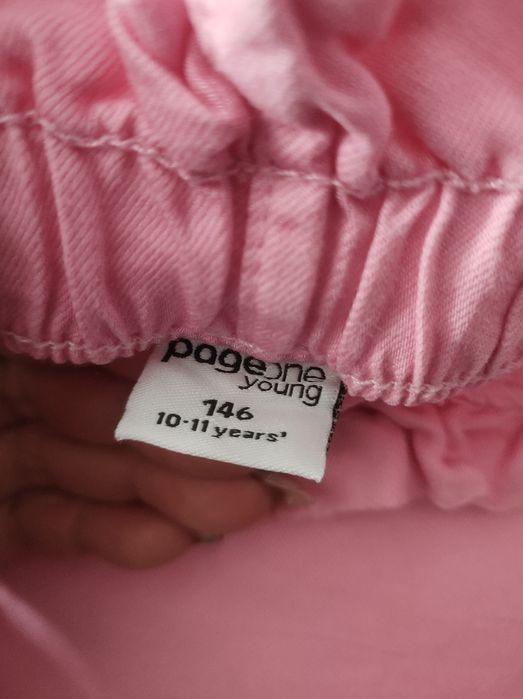 pageone
young
146
10-11 years'